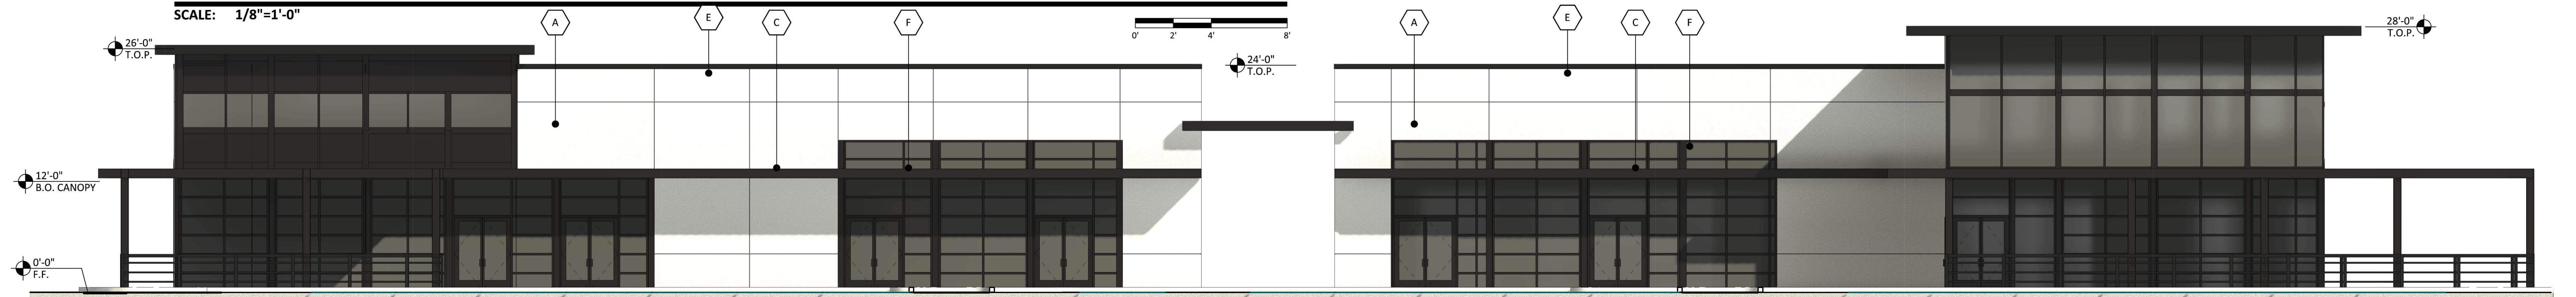 SCALE: 1/8"=1'-0"
A
E
C
F
0' 2' 4' 8'
A
E
C
F
28'-0"
T.O.P.
26'-0"
T.O.P.
24'-0"
T.O.P.
12'-0"
B.O. CANOPY
0'-0"
F.F.